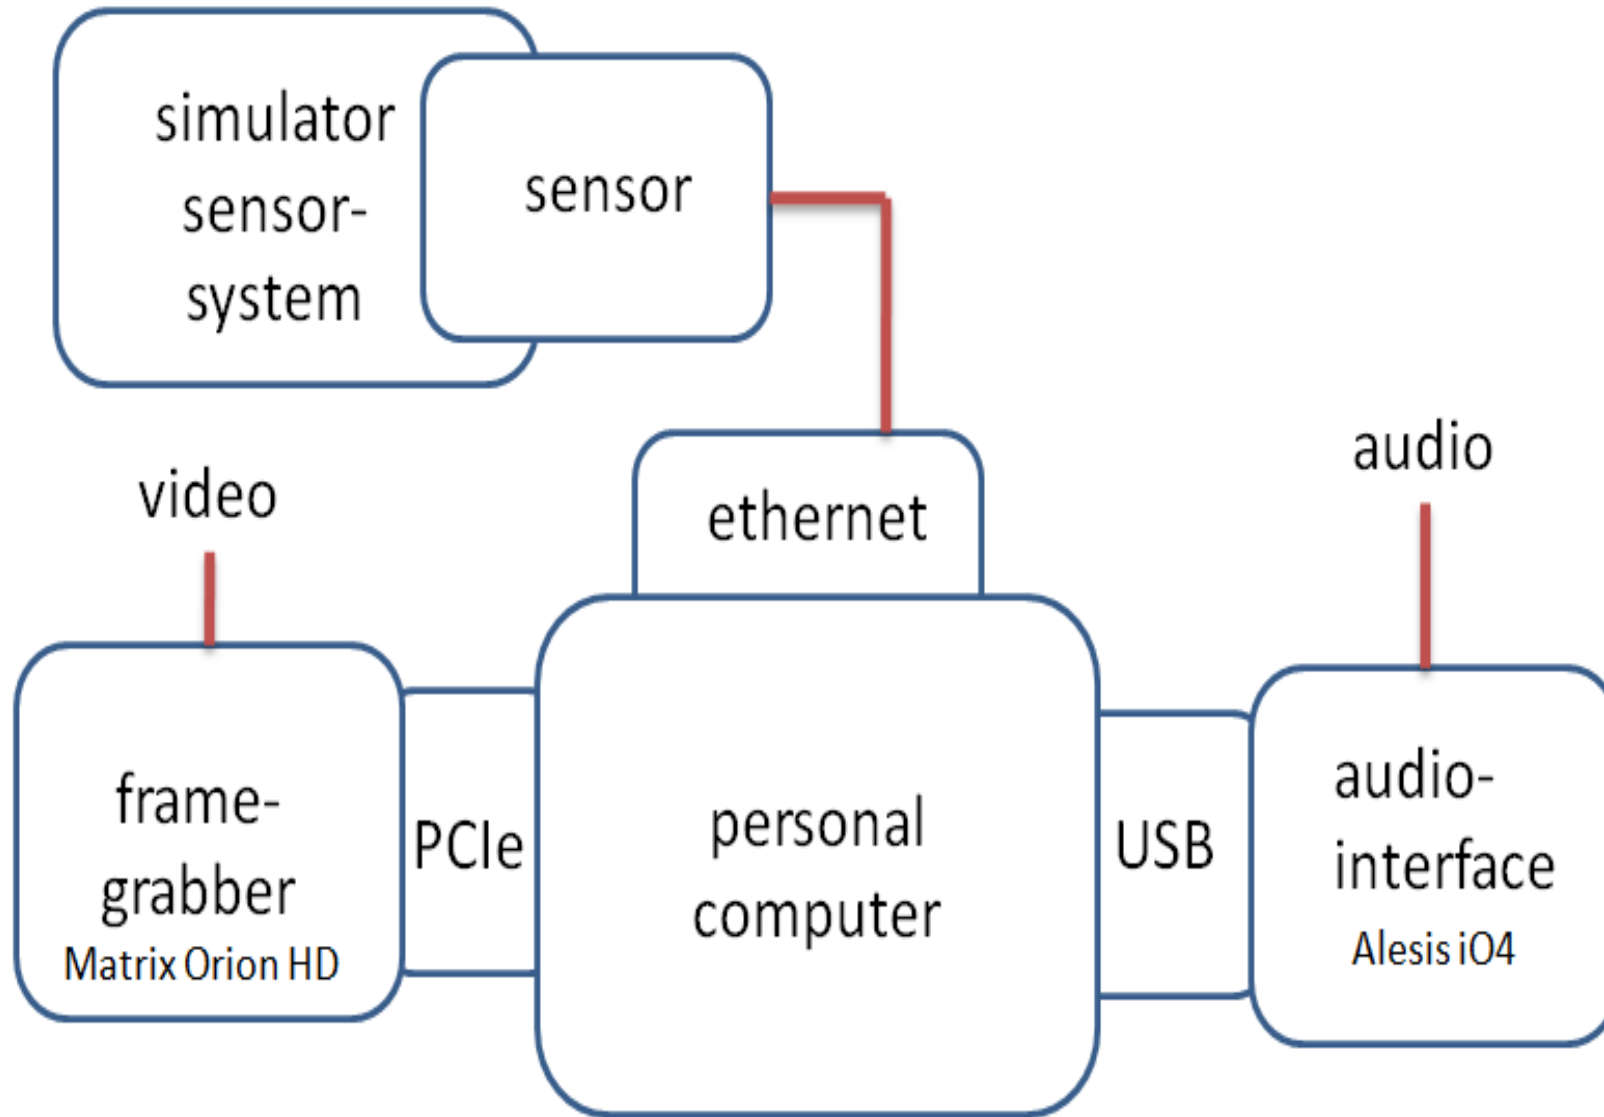 simulator
sensor-
system
sensor
video
ethernet
audio
frame-
grabber
Matrix Orion HD
PCIe
personal
computer
USB
audio-
interface
Alesis iO4